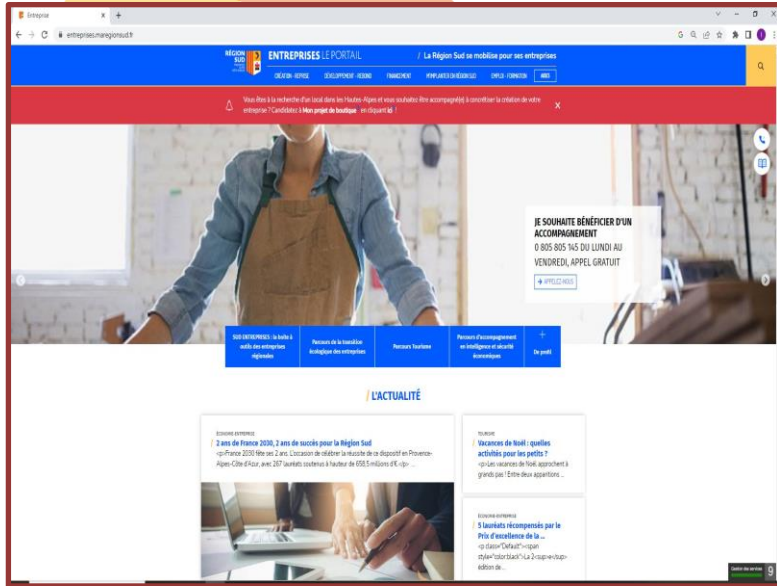 Entreprise
entreprises.maregionsud.fr
RÉGION
SUD
ENTREPRISES LE PORTAIL
/ La Région Sud se mobilise pour ses entreprises
CRÉATION - REPRISE DÉVELOPPEMENT - REBOND FINANCEMENT M'IMPLANTER EN RÉGION SUD EMPLOI - FORMATION
Vous êtes à la recherche d'un local dans les Hautes-Alpes et vous souhaitez être accompagné(e) à concrétiser la création de votre
entreprise ? Candidatez à Mon projet de boutique en cliquant ici !
JE SOUHAITE BÉNÉFICIER D'UN
ACCOMPAGNEMENT
0 805 805 145 DU LUNDI AU
VENDREDI, APPEL GRATUIT
APPELEZ-NOUS
SUD ENTREPRISES : la boîte à
outils des entreprises
régionales
Parcours de la transition
écologique des entreprises
Parcours Tourisme
Parcours d'accompagnement
en intelligence et sécurité
économiques
+
De profil
/ L'ACTUALITÉ
ÉCONOMIE-ENTREPRISE
/ 2 ans de France 2030, 2 ans de succès pour la Région Sud
<p>France 2030 fête ses 2 ans. L'occasion de célébrer la réussite de ce dispositif en Provence-
Alpes-Côte d'Azur, avec 267 lauréats soutenus à hauteur de 658,5 millions d'€.</p> ...
TOURISME
/ Vacances de Noël : quelles
activités pour les petits ?
<p>Les vacances de Noël approchent à
grands pas ! Entre deux apparitions ...
ÉCONOMIE-ENTREPRISE
/ 5 lauréats récompensés par le
Prix d'excellence de la ...
<p class="Default"><span
style="color:black">La 2<sup>e</sup>
édition de...
Gestion des services
9